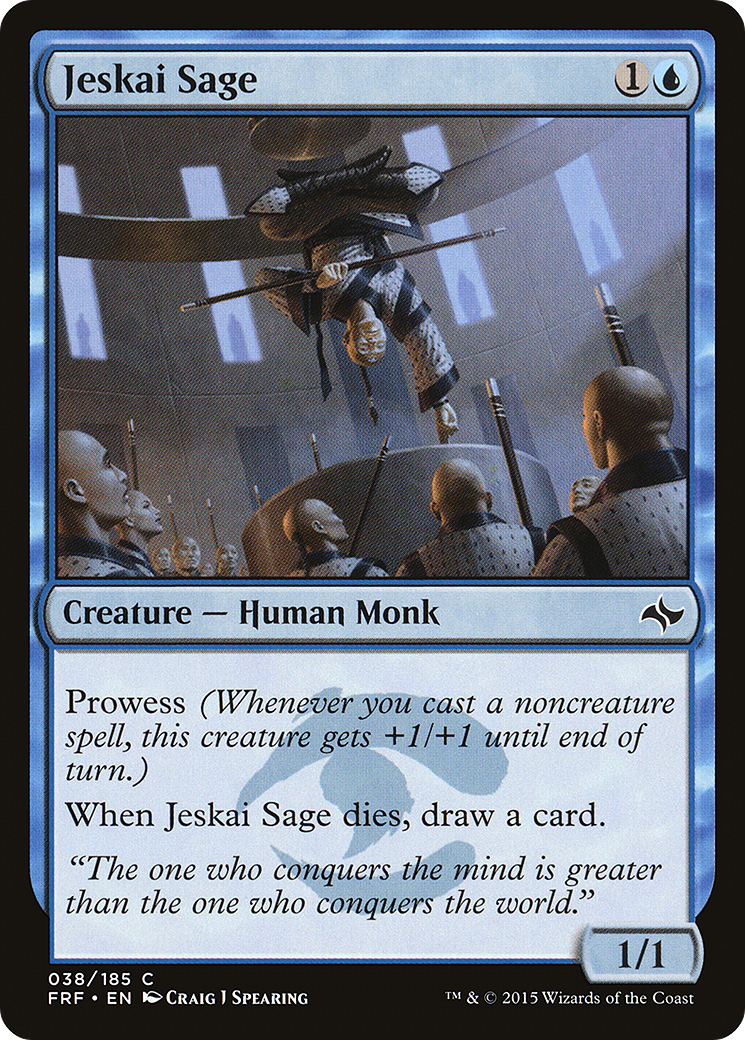 Jeskai Sage 1
Creature — Human Monk
Prowess (Whenever you cast a noncreature
spell, this creature gets +1/+1 until end of
turn.)
When Jeskai Sage dies, draw a card.
“The one who conquers the mind is greater
than the one who conquers the world.”
1/1
038/185 C
FRF • EN Craig J Spearing
™ & © 2015 Wizards of the Coast